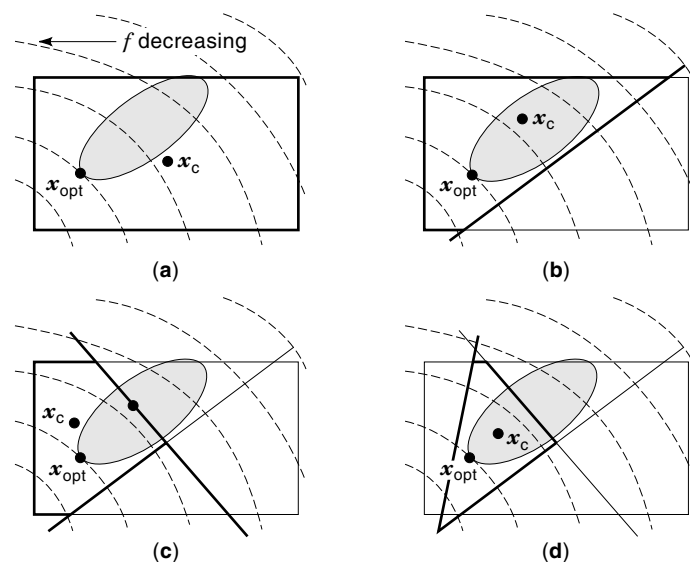 f decreasing
x_c
x_opt
(a)
x_c
x_opt
(b)
x_c
x_opt
(c)
x_c
x_opt
(d)